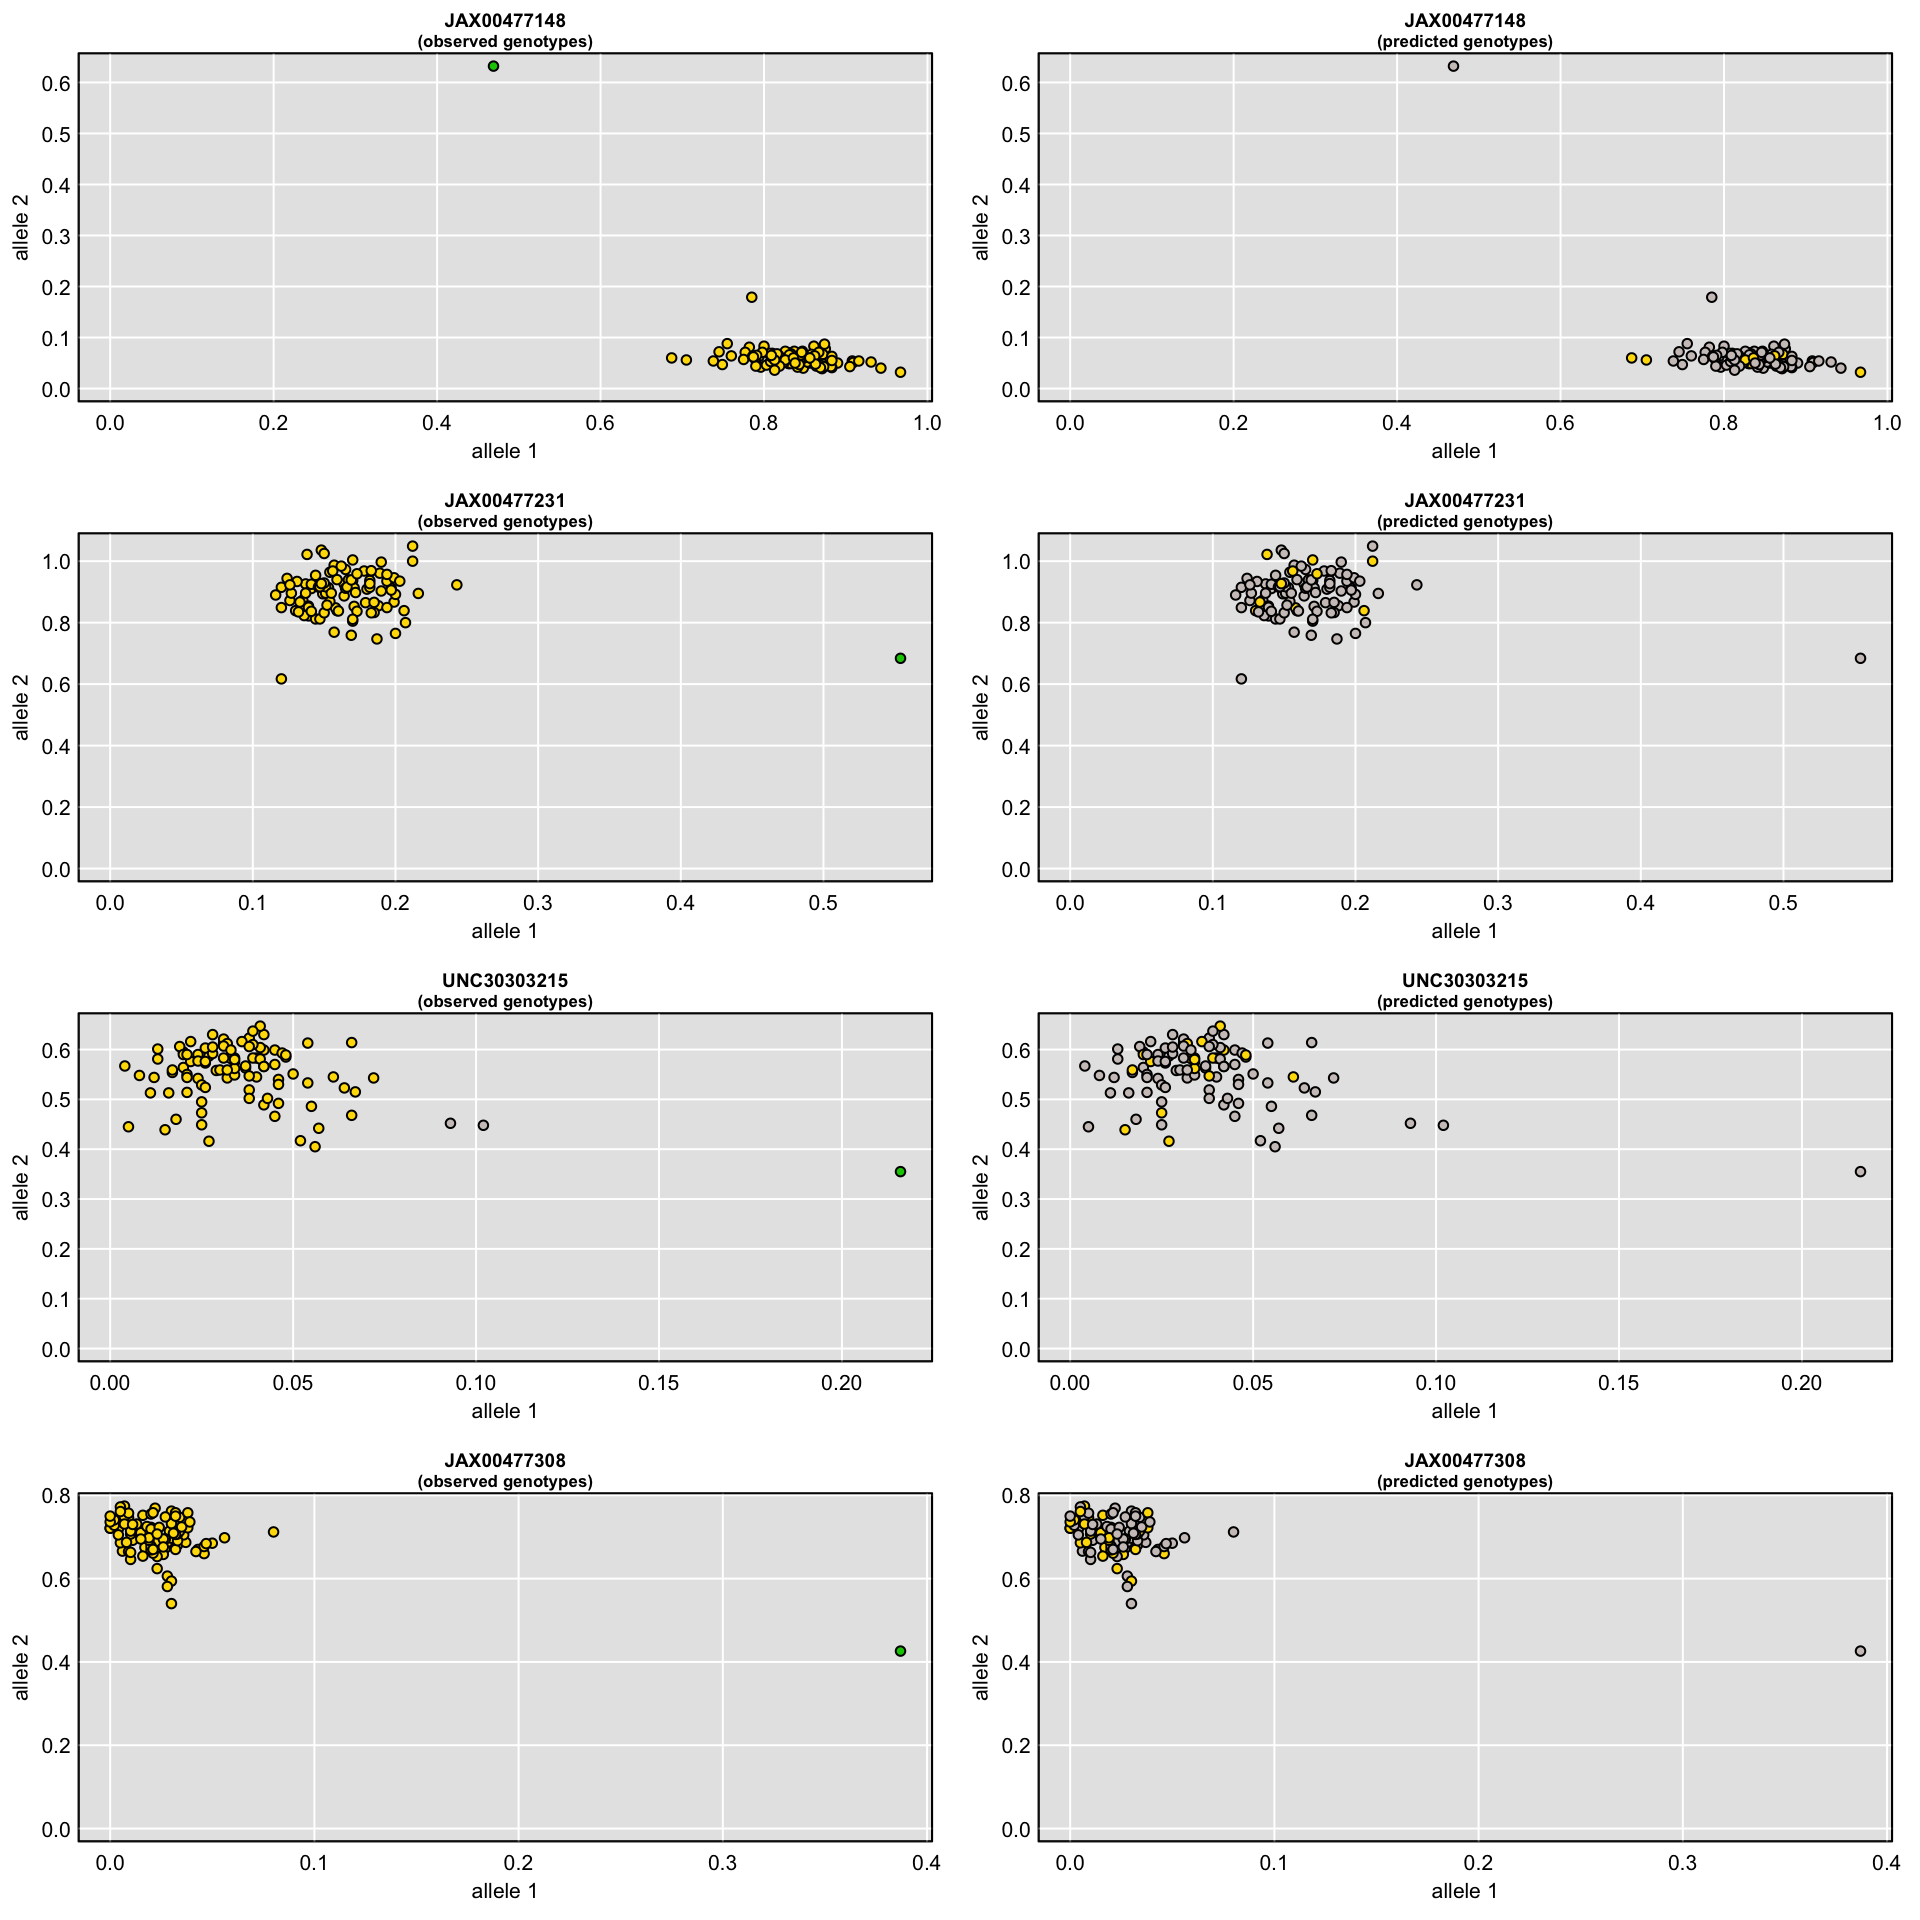 JAX00477148
(observed genotypes)
0.6
0.5
0.4
0.3
0.2
0.1
0.0
allele 2
0.0 0.2 0.4 0.6 0.8 1.0
allele 1
JAX00477148
(predicted genotypes)
0.6
0.5
0.4
0.3
0.2
0.1
0.0
allele 2
0.0 0.2 0.4 0.6 0.8 1.0
allele 1
JAX00477231
(observed genotypes)
1.0
0.8
0.6
0.4
0.2
0.0
allele 2
0.0 0.1 0.2 0.3 0.4 0.5
allele 1
JAX00477231
(predicted genotypes)
1.0
0.8
0.6
0.4
0.2
0.0
allele 2
0.0 0.1 0.2 0.3 0.4 0.5
allele 1
UNC30303215
(observed genotypes)
0.6
0.5
0.4
0.3
0.2
0.1
0.0
allele 2
0.00 0.05 0.10 0.15 0.20
allele 1
UNC30303215
(predicted genotypes)
0.6
0.5
0.4
0.3
0.2
0.1
0.0
allele 2
0.00 0.05 0.10 0.15 0.20
allele 1
JAX00477308
(observed genotypes)
0.8
0.6
0.4
0.2
0.0
allele 2
0.0 0.1 0.2 0.3 0.4
allele 1
JAX00477308
(predicted genotypes)
0.8
0.6
0.4
0.2
0.0
allele 2
0.0 0.1 0.2 0.3 0.4
allele 1